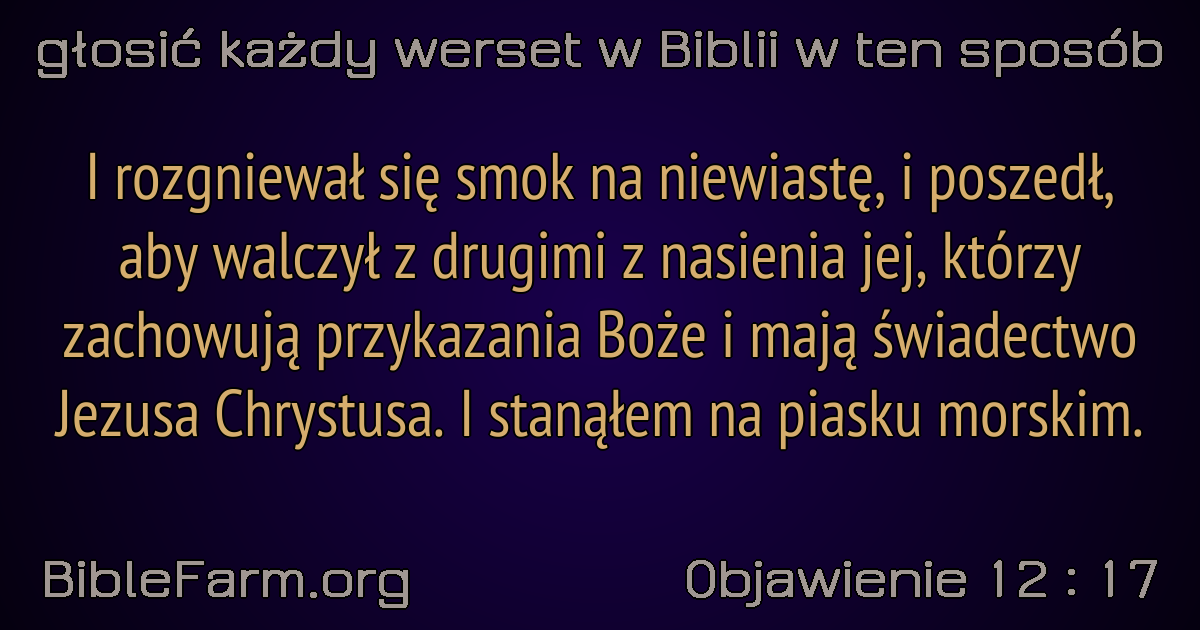 głosić każdy werset w Biblii w ten sposób
I rozgniewał się smok na niewiastę, i poszedł,
aby walczył z drugimi z nasienia jej, którzy
zachowują przykazania Boże i mają świadectwo
Jezusa Chrystusa. I stanąłem na piasku morskim.
BibleFarm.org
Objawienie 12 : 17